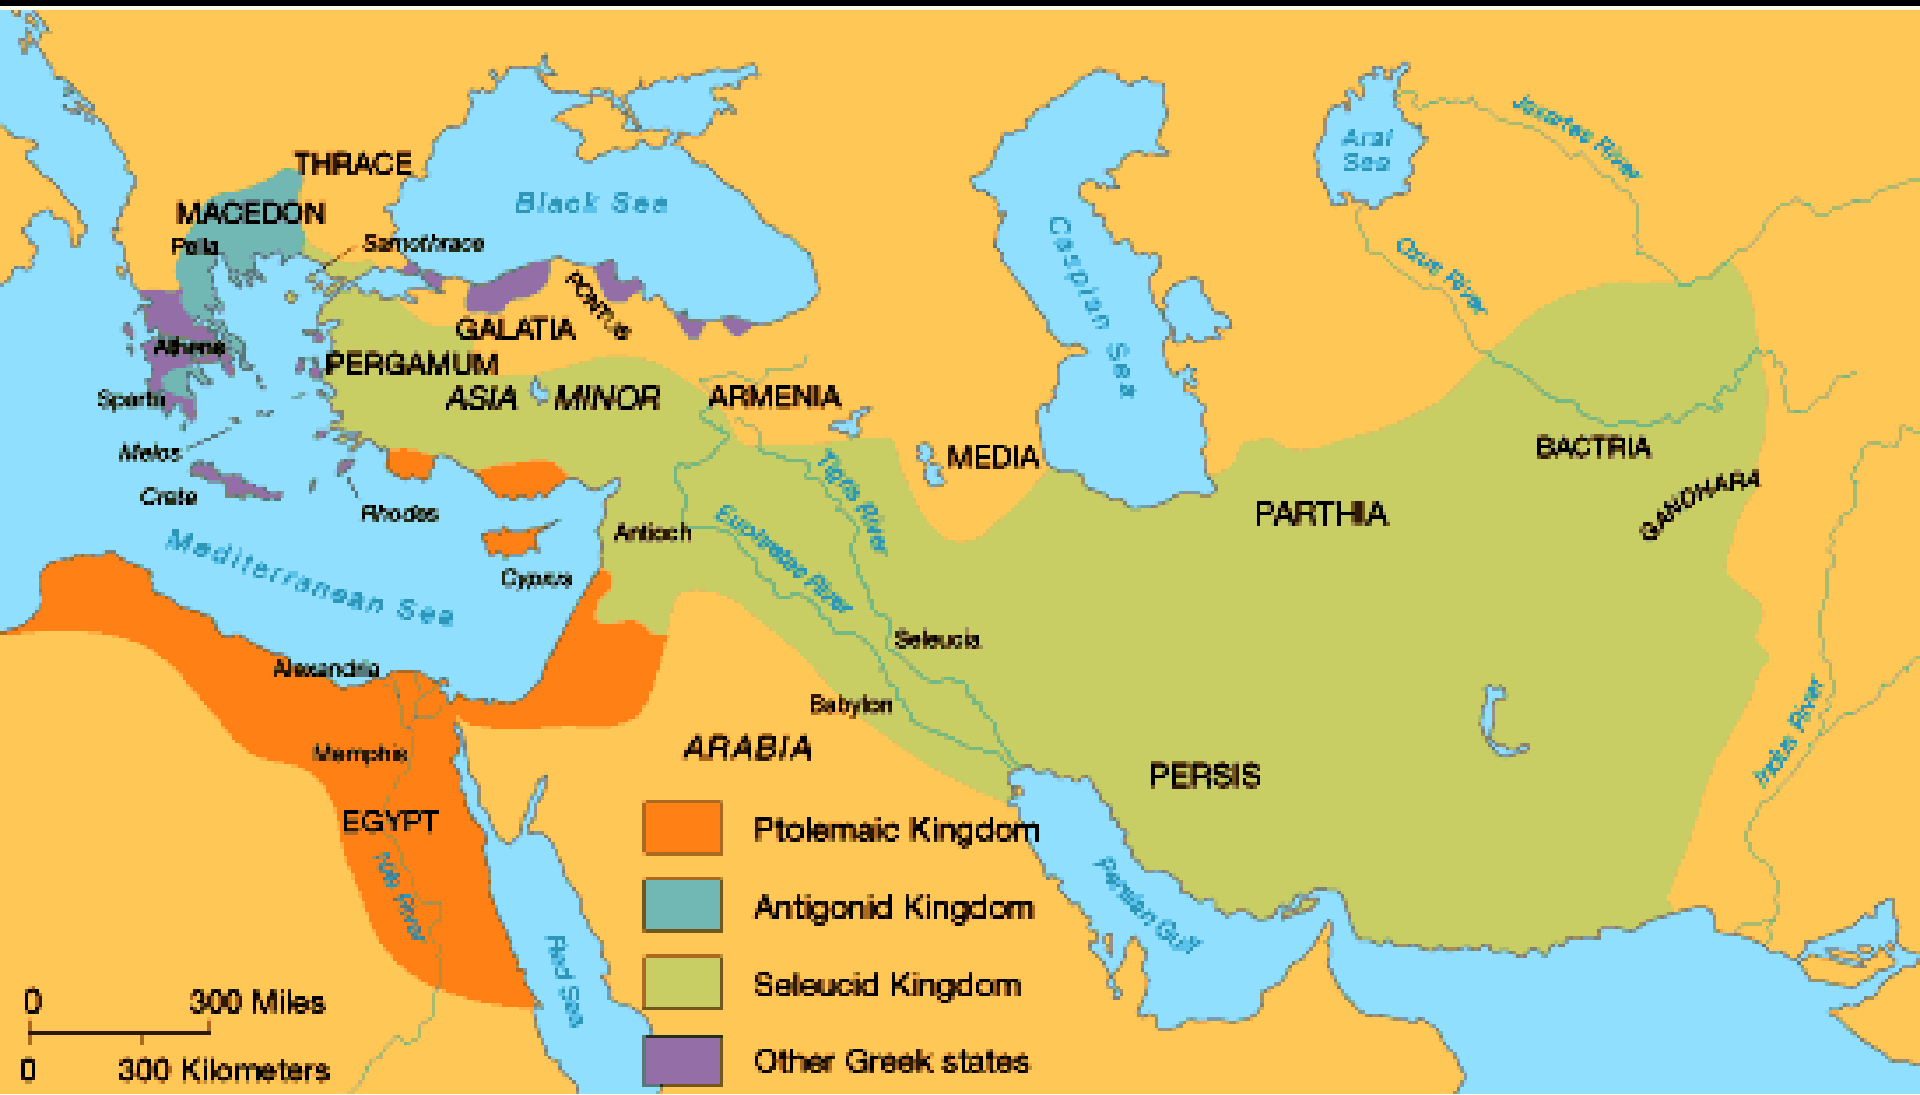 THRACE
MACEDON
Pella
Samothrace
Black Sea
Aral
Sea
Jaxartes River
Oxus River
Caspian Sea
PONTUS
GALATIA
Athens
PERGAMUM
ASIA MINOR
ARMENIA
Sparta
Melos
MEDIA
BACTRIA
Crete
Rhodes
GANDHARA
PARTHIA
Tigris River
Antioch
Euphrates River
Mediterranean Sea
Cyprus
Seleucia
Alexandria
Babylon
Memphis
ARABIA
Indus River
PERSIS
EGYPT
Nile River
Persian Gulf
Red Sea
Ptolemaic Kingdom
Antigonid Kingdom
Seleucid Kingdom
Other Greek states
0 300 Miles
0 300 Kilometers